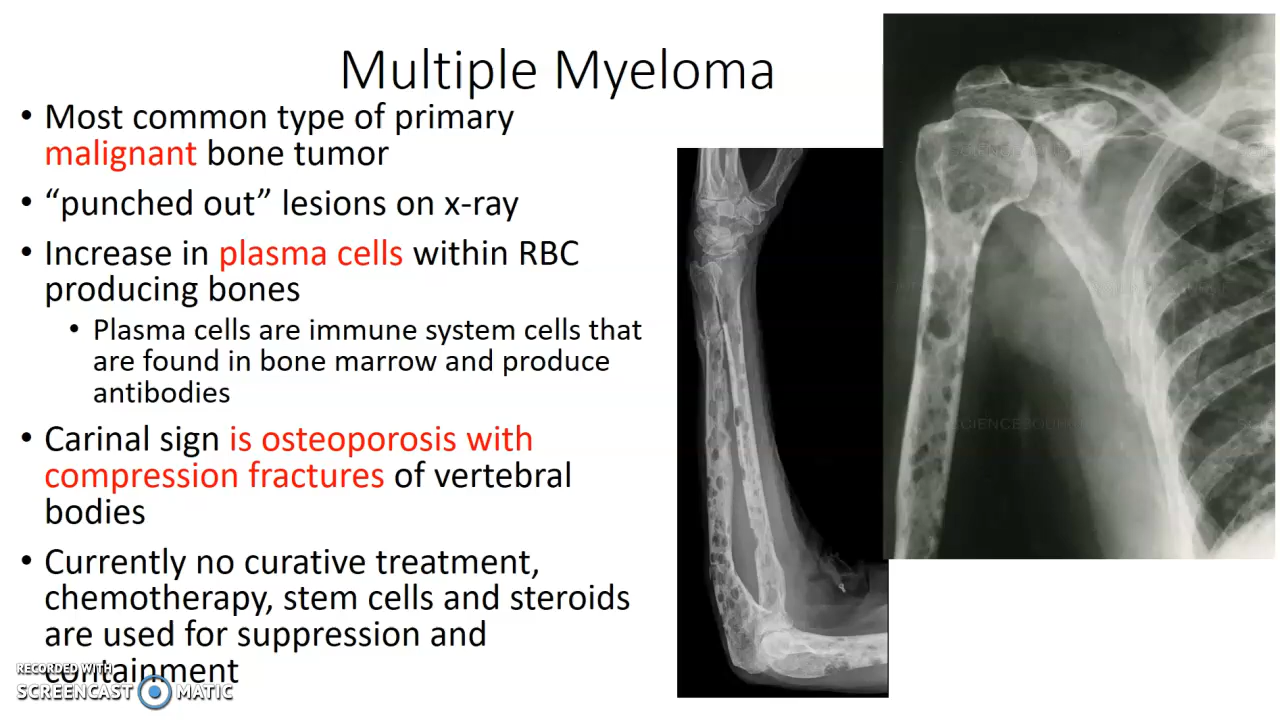 Multiple Myeloma
• Most common type of primary
malignant bone tumor
• “punched out” lesions on x-ray
• Increase in plasma cells within RBC
producing bones
• Plasma cells are immune system cells that
are found in bone marrow and produce
antibodies
• Carinal sign is osteoporosis with
compression fractures of vertebral
bodies
• Currently no curative treatment,
chemotherapy, stem cells and steroids
are used for suppression and
containment
RECORDED WITH
SCREENCAST MATIC